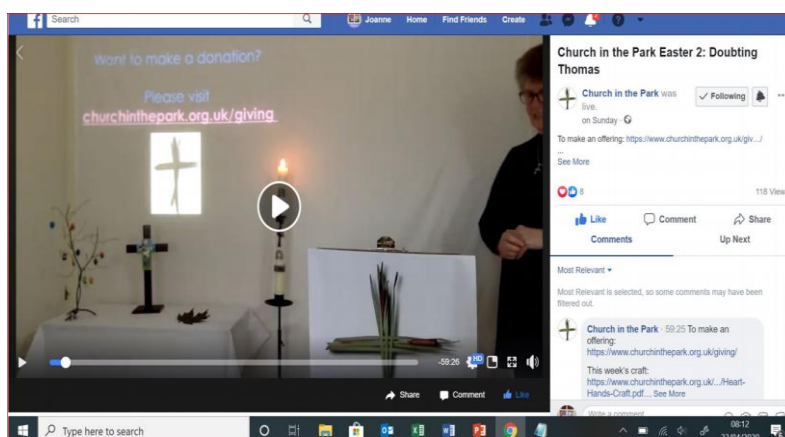 Search
Joanne Home Find Friends Create
Want to make a donation?
Please visit
churchinthepark.org.uk/giving
-59:26 HD
Share Comment Like
Church in the Park Easter 2: Doubting
Thomas
Church in the Park was
live.
on Sunday ·
Following
To make an offering: https://www.churchinthepark.org.uk/giv.../
...
See More
8 118 View
Like Comment Share
Comments Up Next
Most Relevant
Most Relevant is selected, so some comments may have been
filtered out.
Church in the Park · 59:25 To make an
offering:
https://www.churchinthepark.org.uk/giving/
This week's craft:
https://www.churchinthepark.org.uk/.../Heart-
Hands-Craft.pdf... See More
Write a comment
Type here to search
08:12